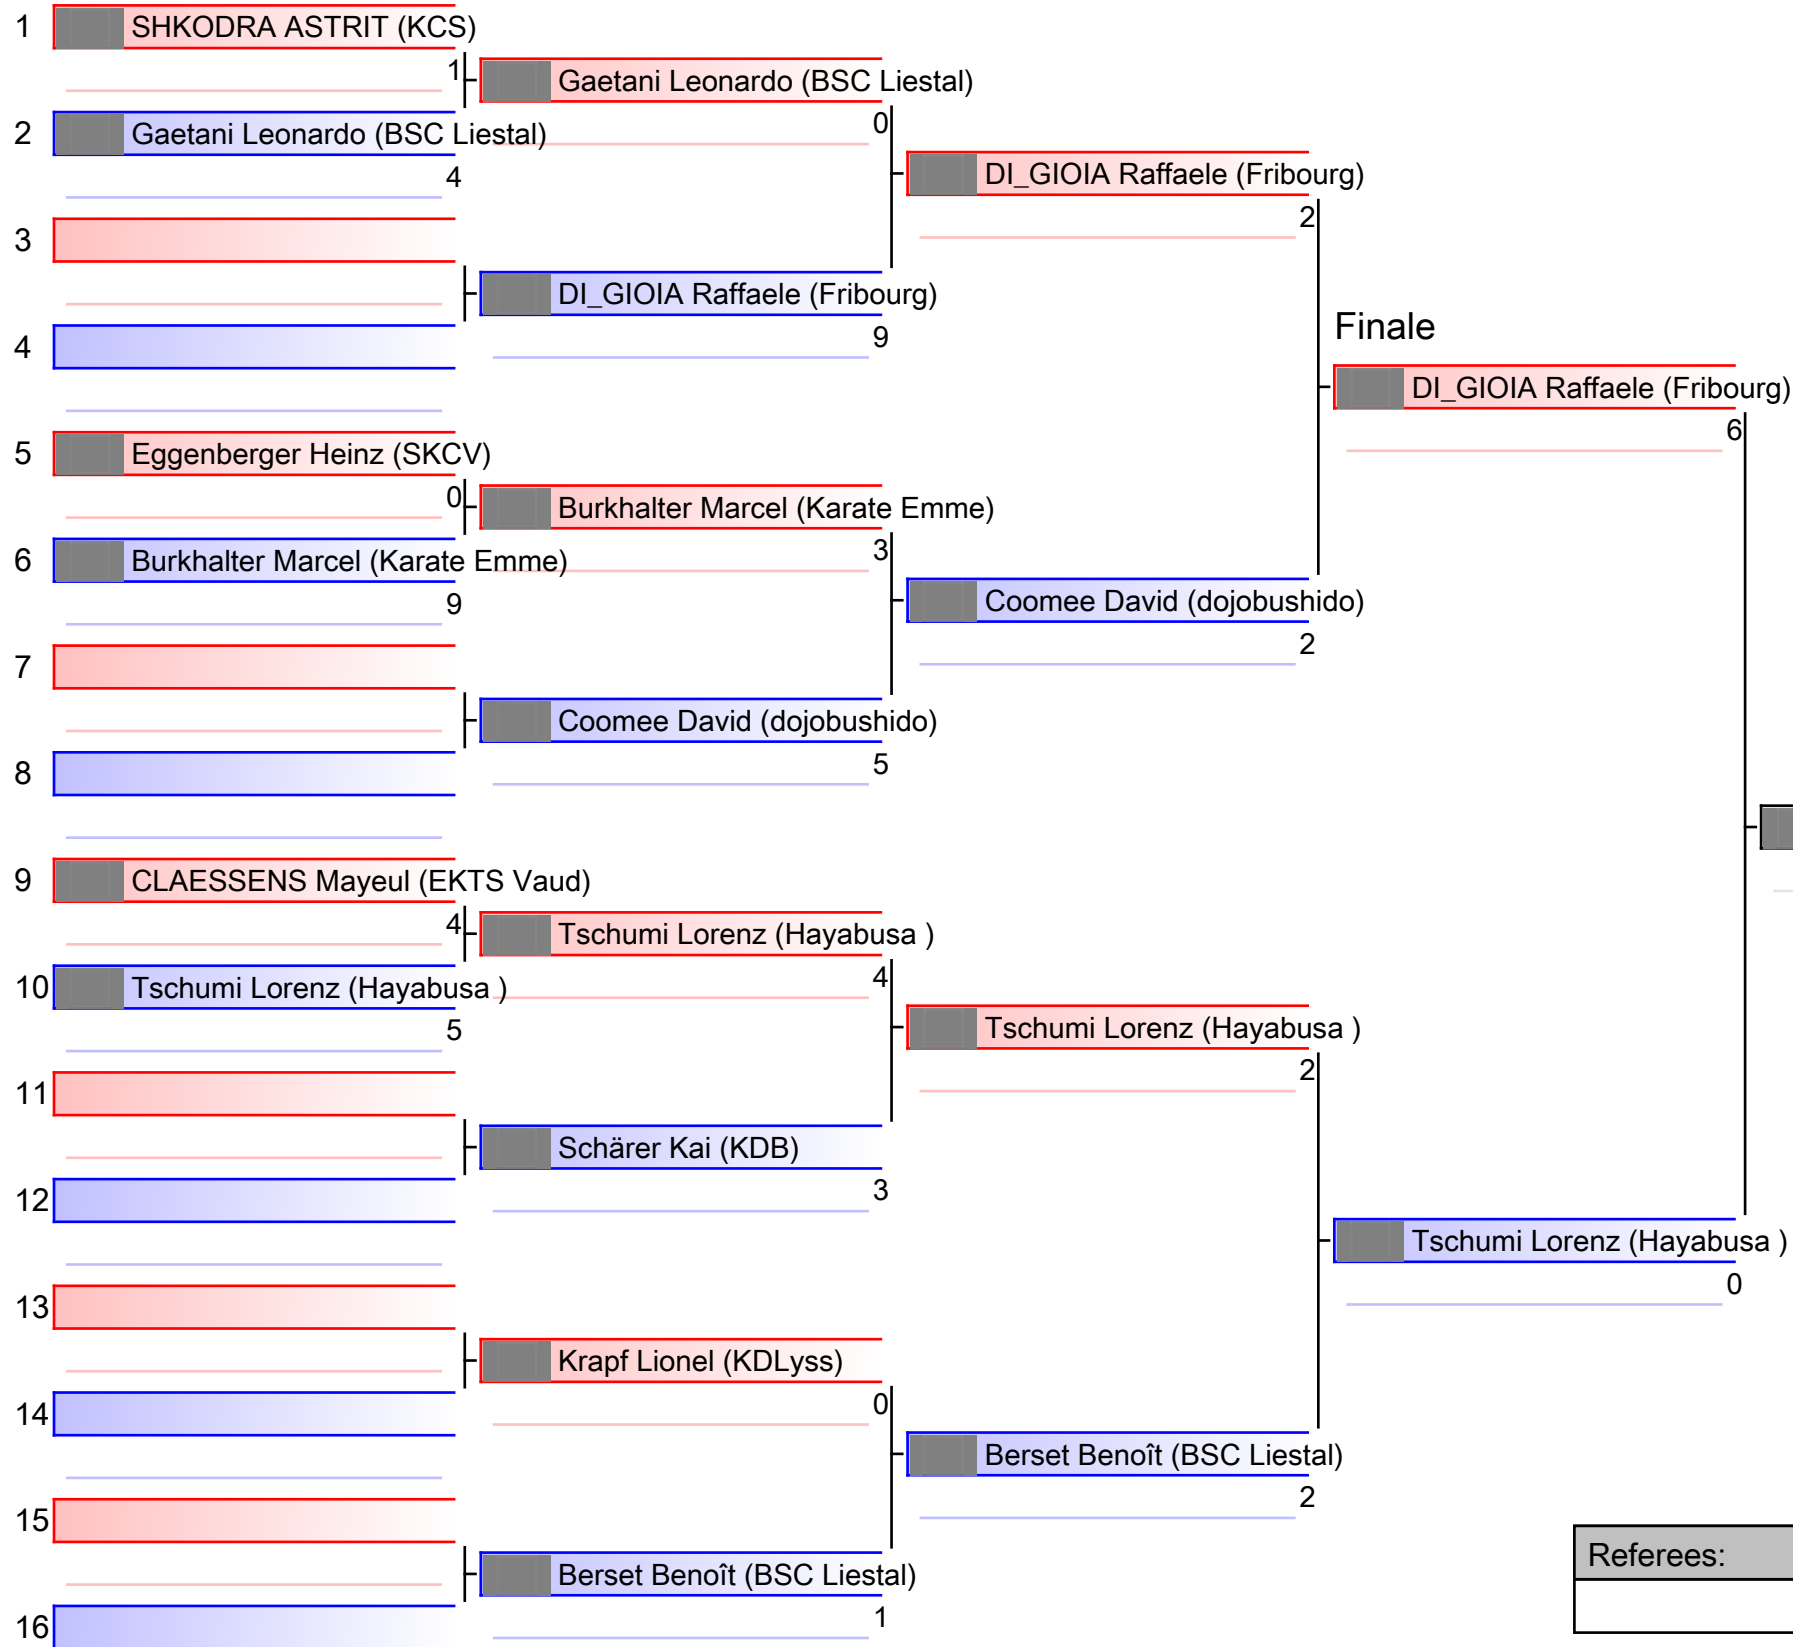 1 SHKODRA ASTRIT (KCS)
1 Gaetani Leonardo (BSC Liestal)
0
2 Gaetani Leonardo (BSC Liestal)
DI_GIOIA Raffaele (Fribourg)
4
2
3
DI_GIOIA Raffaele (Fribourg)
9
Finale
4
DI_GIOIA Raffaele (Fribourg)
6
5 Eggenberger Heinz (SKCV)
0 Burkhalter Marcel (Karate Emme)
3
6 Burkhalter Marcel (Karate Emme)
9 Coomee David (dojobushido)
2
7
Coomee David (dojobushido)
5
8
9 CLAESSENS Mayeul (EKTS Vaud)
4 Tschumi Lorenz (Hayabusa )
4
10 Tschumi Lorenz (Hayabusa )
5 Tschumi Lorenz (Hayabusa )
2
11
Schärer Kai (KDB)
3
12
Tschumi Lorenz (Hayabusa )
0
13
Krapf Lionel (KDLyss)
0
14
Berset Benoît (BSC Liestal)
2
15
Referees:
Berset Benoît (BSC Liestal)
1
16